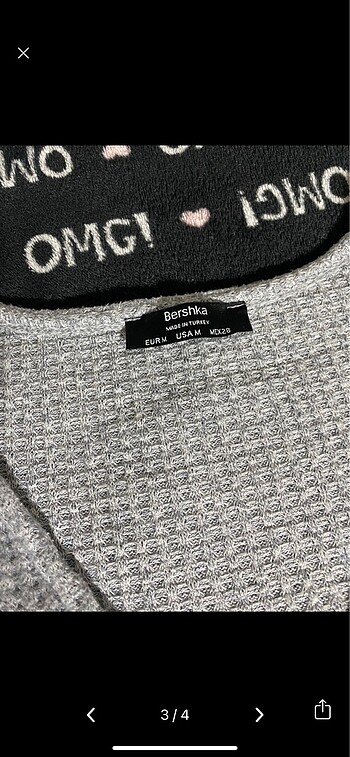 OMG!
OMG!
Bershka
MADE IN TURKEY
EUR M USA M MEX 28
3/4